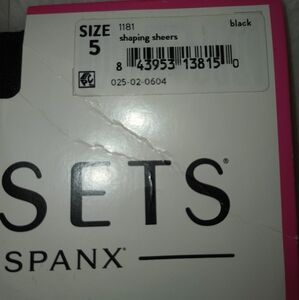 SIZE 5
1181
shaping sheers
black
8 43953 13815 0
025-02-0604
SETS®
SPANX®